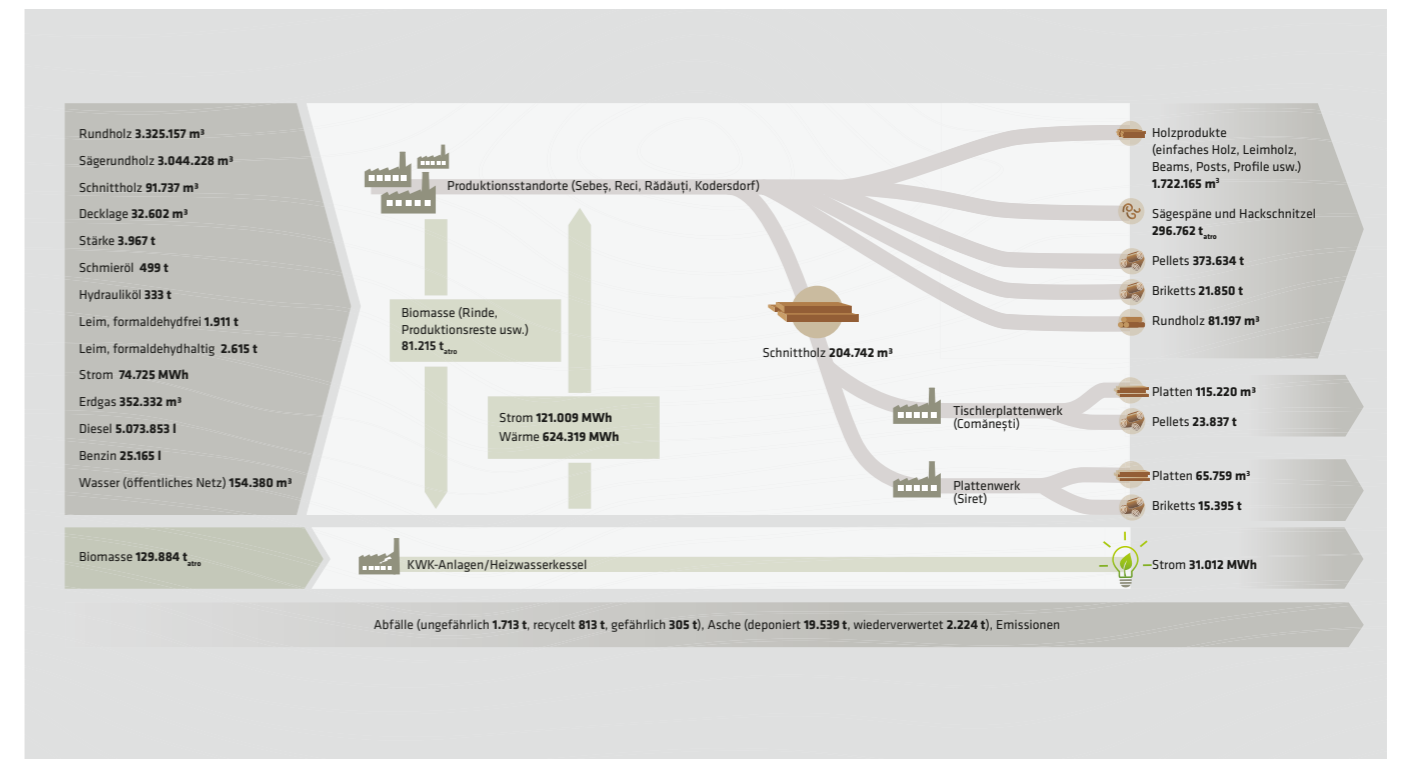 Rundholz 3.325.157 m³
Sägerundholz 3.044.228 m³
Schnittholz 91.737 m³
Decklage 32.602 m³
Stärke 3.967 t
Schmieröl 499 t
Hydrauliköl 333 t
Leim, formaldehydfrei 1.911 t
Leim, formaldehydhaltig 2.615 t
Strom 74.725 MWh
Erdgas 352.332 m³
Diesel 5.073.853 l
Benzin 25.165 l
Wasser (öffentliches Netz) 154.380 m³
Produktionsstandorte (Sebeș, Reci, Rădăuți, Kodersdorf)
Biomasse (Rinde,
Produktionsreste usw.)
81.215 t atro
Strom 121.009 MWh
Wärme 624.319 MWh
Schnittholz 204.742 m³
Tischlerplattenwerk
(Comănești)
Plattenwerk
(Siret)
Holzprodukte
(einfaches Holz, Leimholz,
Beams, Posts, Profile usw.)
1.722.165 m³
Sägespäne und Hackschnitzel
296.762 t atro
Pellets 373.634 t
Briketts 21.850 t
Rundholz 81.197 m³
Platten 115.220 m³
Pellets 23.837 t
Platten 65.759 m³
Briketts 15.395 t
Biomasse 129.884 t atro
KWK-Anlagen/Heizwasserkessel
Strom 31.012 MWh
Abfälle (ungefährlich 1.713 t, recycelt 813 t, gefährlich 305 t), Asche (deponiert 19.539 t, wiederverwertet 2.224 t), Emissionen